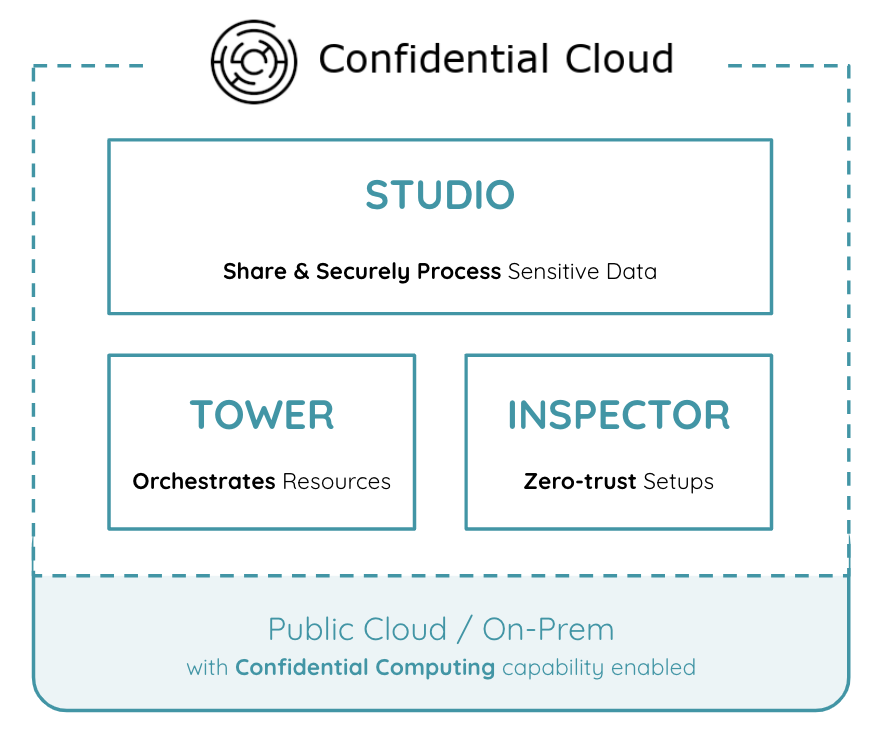 Confidential Cloud
STUDIO
Share & Securely Process Sensitive Data
TOWER
Orchestrates Resources
INSPECTOR
Zero-trust Setups
Public Cloud / On-Prem
with Confidential Computing capability enabled